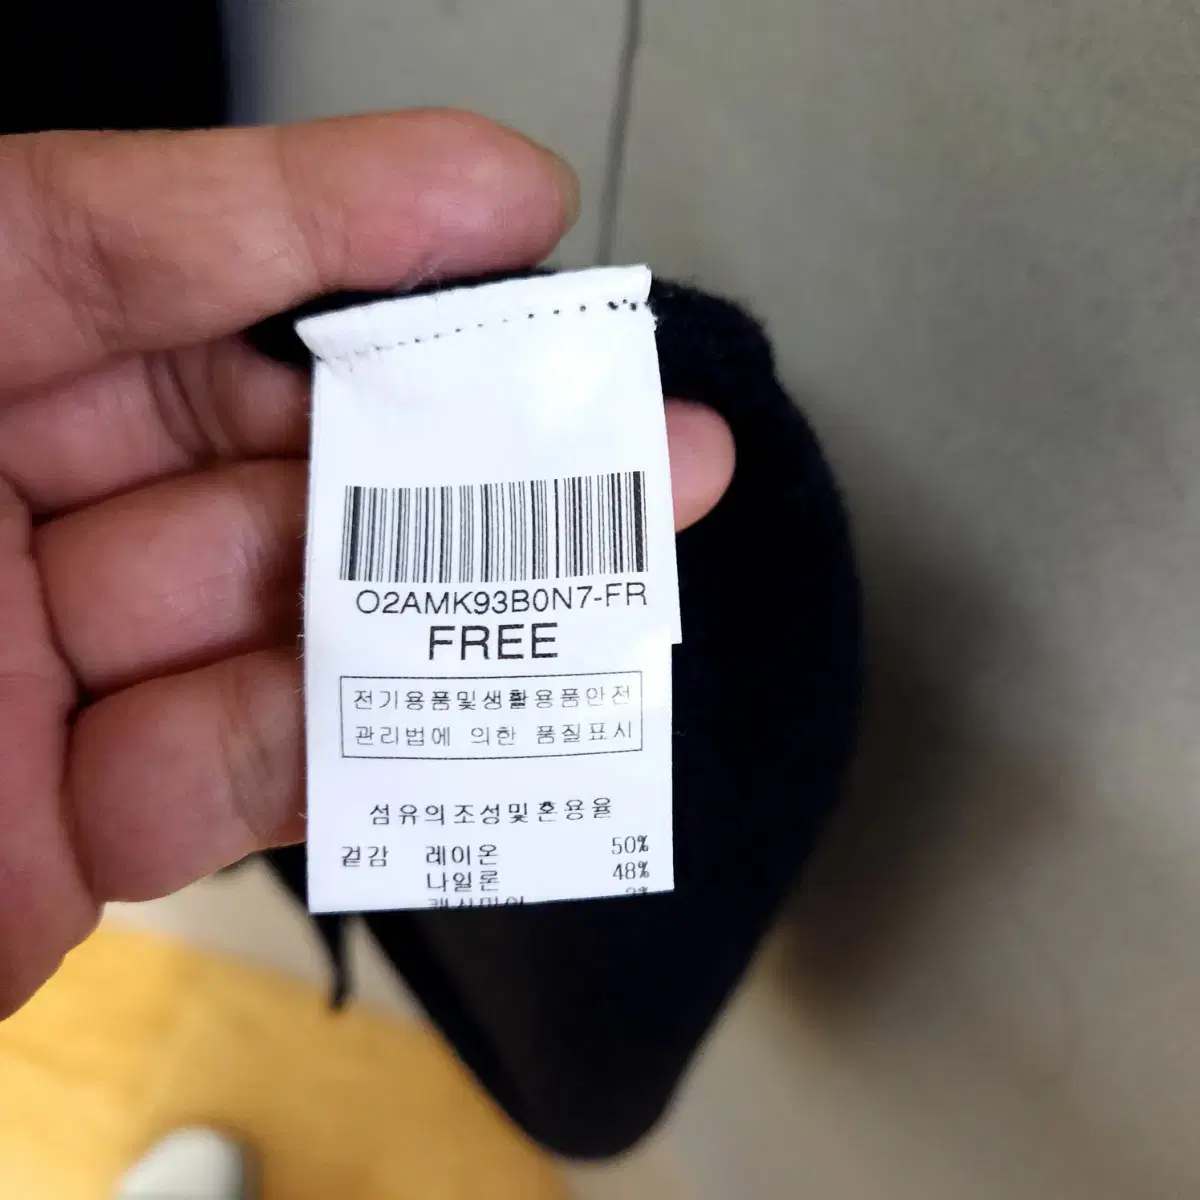 O2AMK93B0N7-FR
FREE
전기용품및생활용품안전
관리법에 의한 품질표시
섬유의조성및혼용율
겉감 레이온 50%
나일론 48%